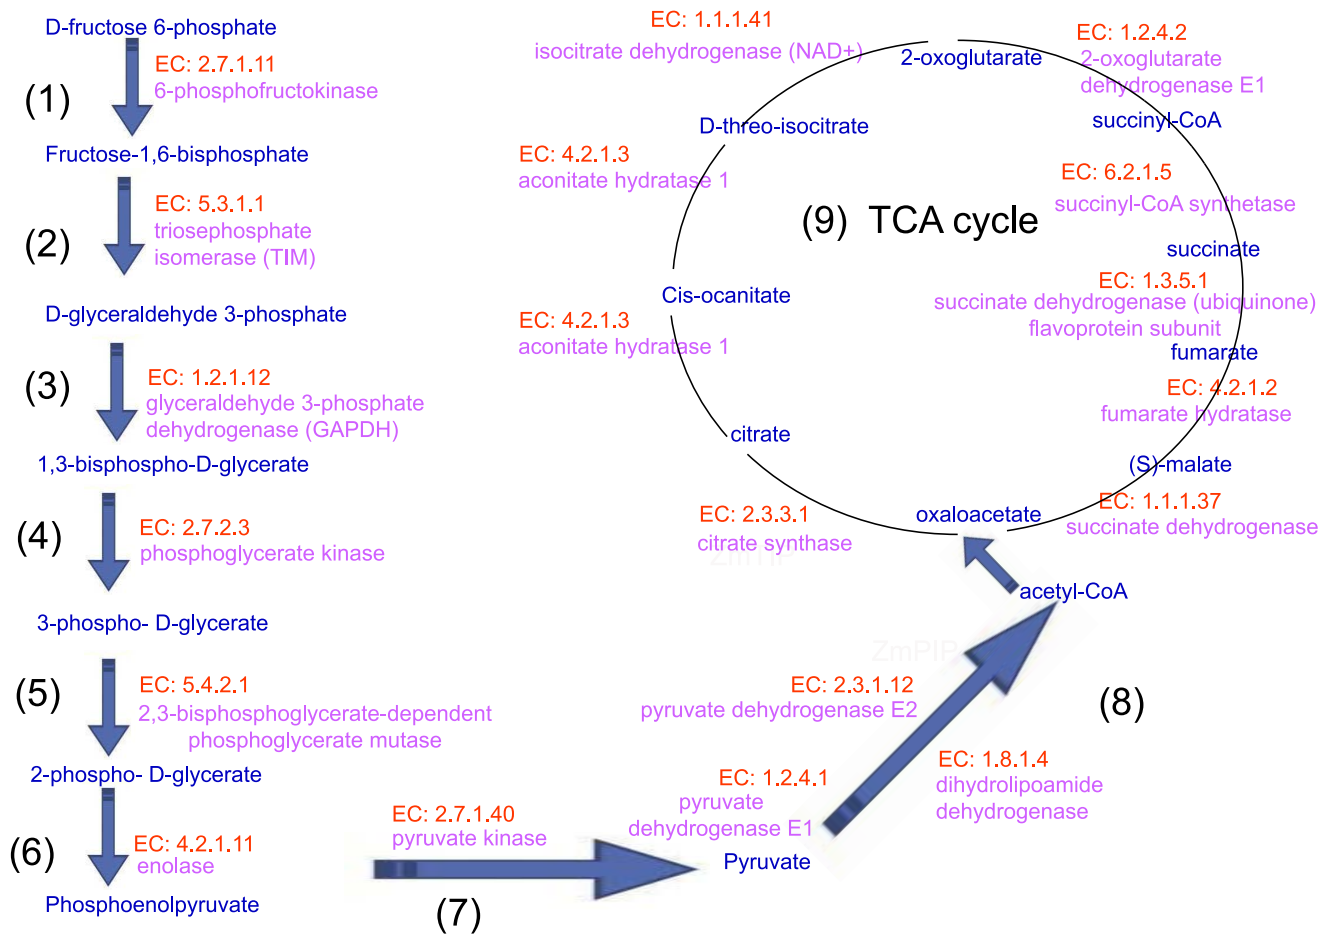 D-fructose 6-phosphate
EC: 2.7.1.11
6-phosphofructokinase
(1)
Fructose-1,6-bisphosphate
EC: 5.3.1.1
triosephosphate
isomerase (TIM)
(2)
D-glyceraldehyde 3-phosphate
EC: 1.2.1.12
glyceraldehyde 3-phosphate
dehydrogenase (GAPDH)
(3)
1,3-bisphospho-D-glycerate
EC: 2.7.2.3
phosphoglycerate kinase
(4)
3-phospho- D-glycerate
EC: 5.4.2.1
2,3-bisphosphoglycerate-dependent
phosphoglycerate mutase
(5)
2-phospho- D-glycerate
EC: 4.2.1.11
enolase
(6)
Phosphoenolpyruvate
EC: 2.7.1.40
pyruvate kinase
(7)
Pyruvate
EC: 1.2.4.1
pyruvate
dehydrogenase E1
EC: 2.3.1.12
pyruvate dehydrogenase E2
EC: 1.8.1.4
dihydrolipoamide
dehydrogenase
(8)
ZmPIP
acetyl-CoA
(9) TCA cycle
oxaloacetate
EC: 2.3.3.1
citrate synthase
citrate
EC: 4.2.1.3
aconitate hydratase 1
Cis-ocanitate
EC: 4.2.1.3
aconitate hydratase 1
D-threo-isocitrate
EC: 1.1.1.41
isocitrate dehydrogenase (NAD+)
2-oxoglutarate
EC: 1.2.4.2
2-oxoglutarate
dehydrogenase E1
succinyl-CoA
EC: 6.2.1.5
succinyl-CoA synthetase
succinate
EC: 1.3.5.1
succinate dehydrogenase (ubiquinone)
flavoprotein subunit
fumarate
EC: 4.2.1.2
fumarate hydratase
(S)-malate
EC: 1.1.1.37
succinate dehydrogenase